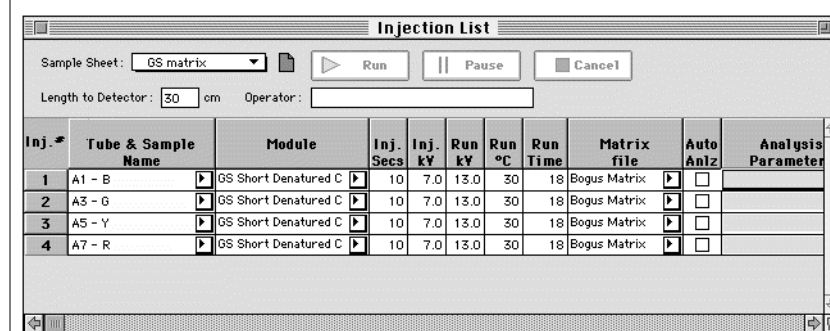 Injection List
Sample Sheet: GS matrix Run Pause Cancel
Length to Detector: 30 cm Operator:
Inj.# Tube & Sample Name Module Inj. Secs Inj. kV Run kV Run °C Run Time Matrix file Auto Anlz Analysis Parameter
1 A1 - B GS Short Denatured C 10 7.0 13.0 30 18 Bogus Matrix
2 A3 - G GS Short Denatured C 10 7.0 13.0 30 18 Bogus Matrix
3 A5 - Y GS Short Denatured C 10 7.0 13.0 30 18 Bogus Matrix
4 A7 - R GS Short Denatured C 10 7.0 13.0 30 18 Bogus Matrix